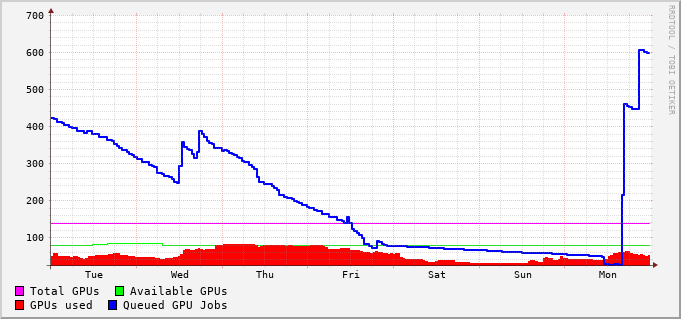 RRDTOOL / TOBI OETIKER
700
600
500
400
300
200
100
Tue Wed Thu Fri Sat Sun Mon
Total GPUs Available GPUs
GPUs used Queued GPU Jobs